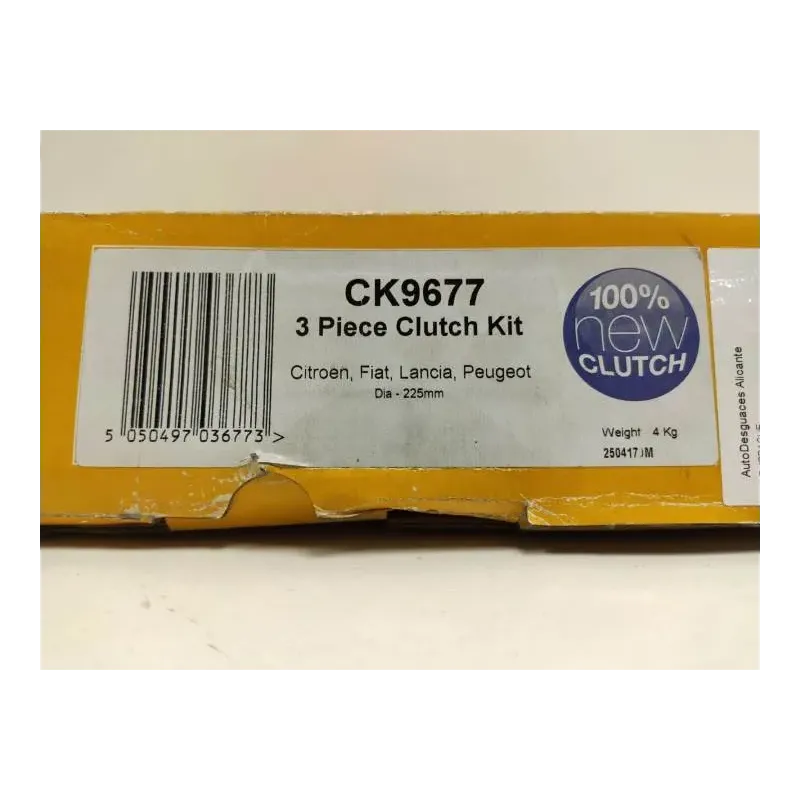 CK9677
3 Piece Clutch Kit
Citroen, Fiat, Lancia, Peugeot
Dia - 225mm
5 050497 036773 >
100%
new
CLUTCH
Weight 4 Kg
AutoDesguaces Alicante